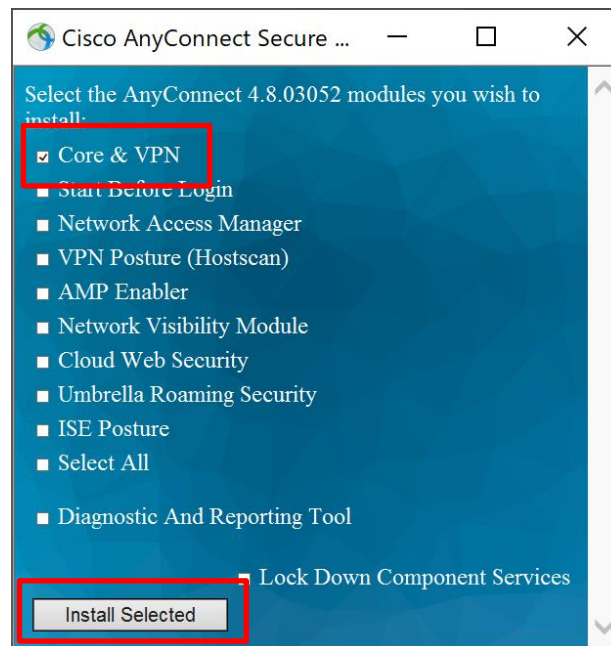 Cisco AnyConnect Secure ...
Select the AnyConnect 4.8.03052 modules you wish to
install:
Core & VPN
Start Before Login
Network Access Manager
VPN Posture (Hostscan)
AMP Enabler
Network Visibility Module
Cloud Web Security
Umbrella Roaming Security
ISE Posture
Select All
Diagnostic And Reporting Tool
Lock Down Component Services
Install Selected